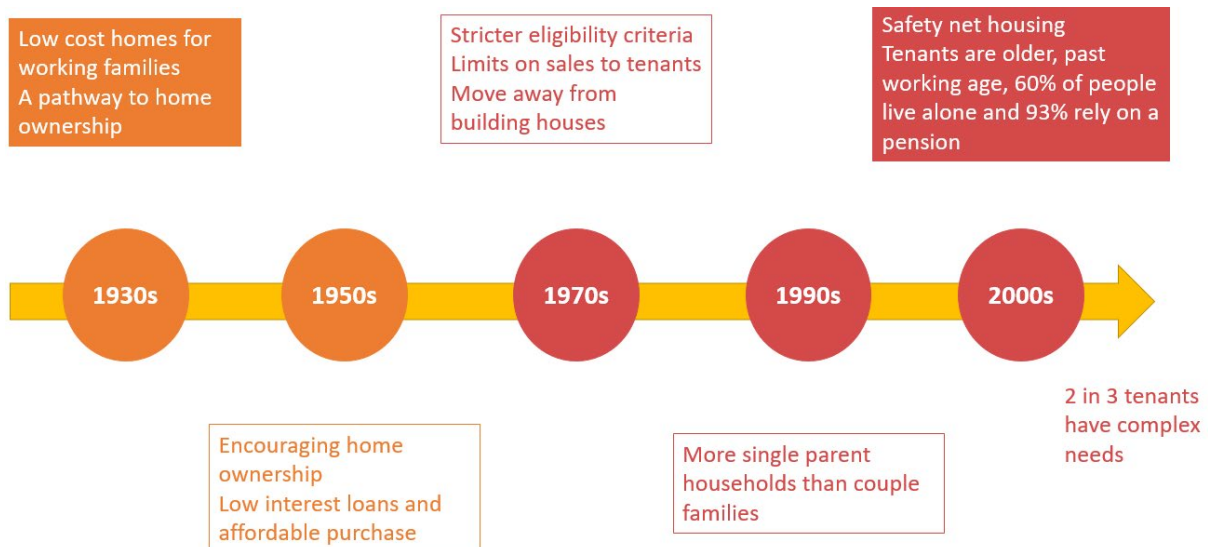 Low cost homes for
working families
A pathway to home
ownership
Stricter eligibility criteria
Limits on sales to tenants
Move away from
building houses
Safety net housing
Tenants are older, past
working age, 60% of people
live alone and 93% rely on a
pension
1930s
1950s
1970s
1990s
2000s
Encouraging home
ownership
Low interest loans and
affordable purchase
More single parent
households than couple
families
2 in 3 tenants
have complex
needs